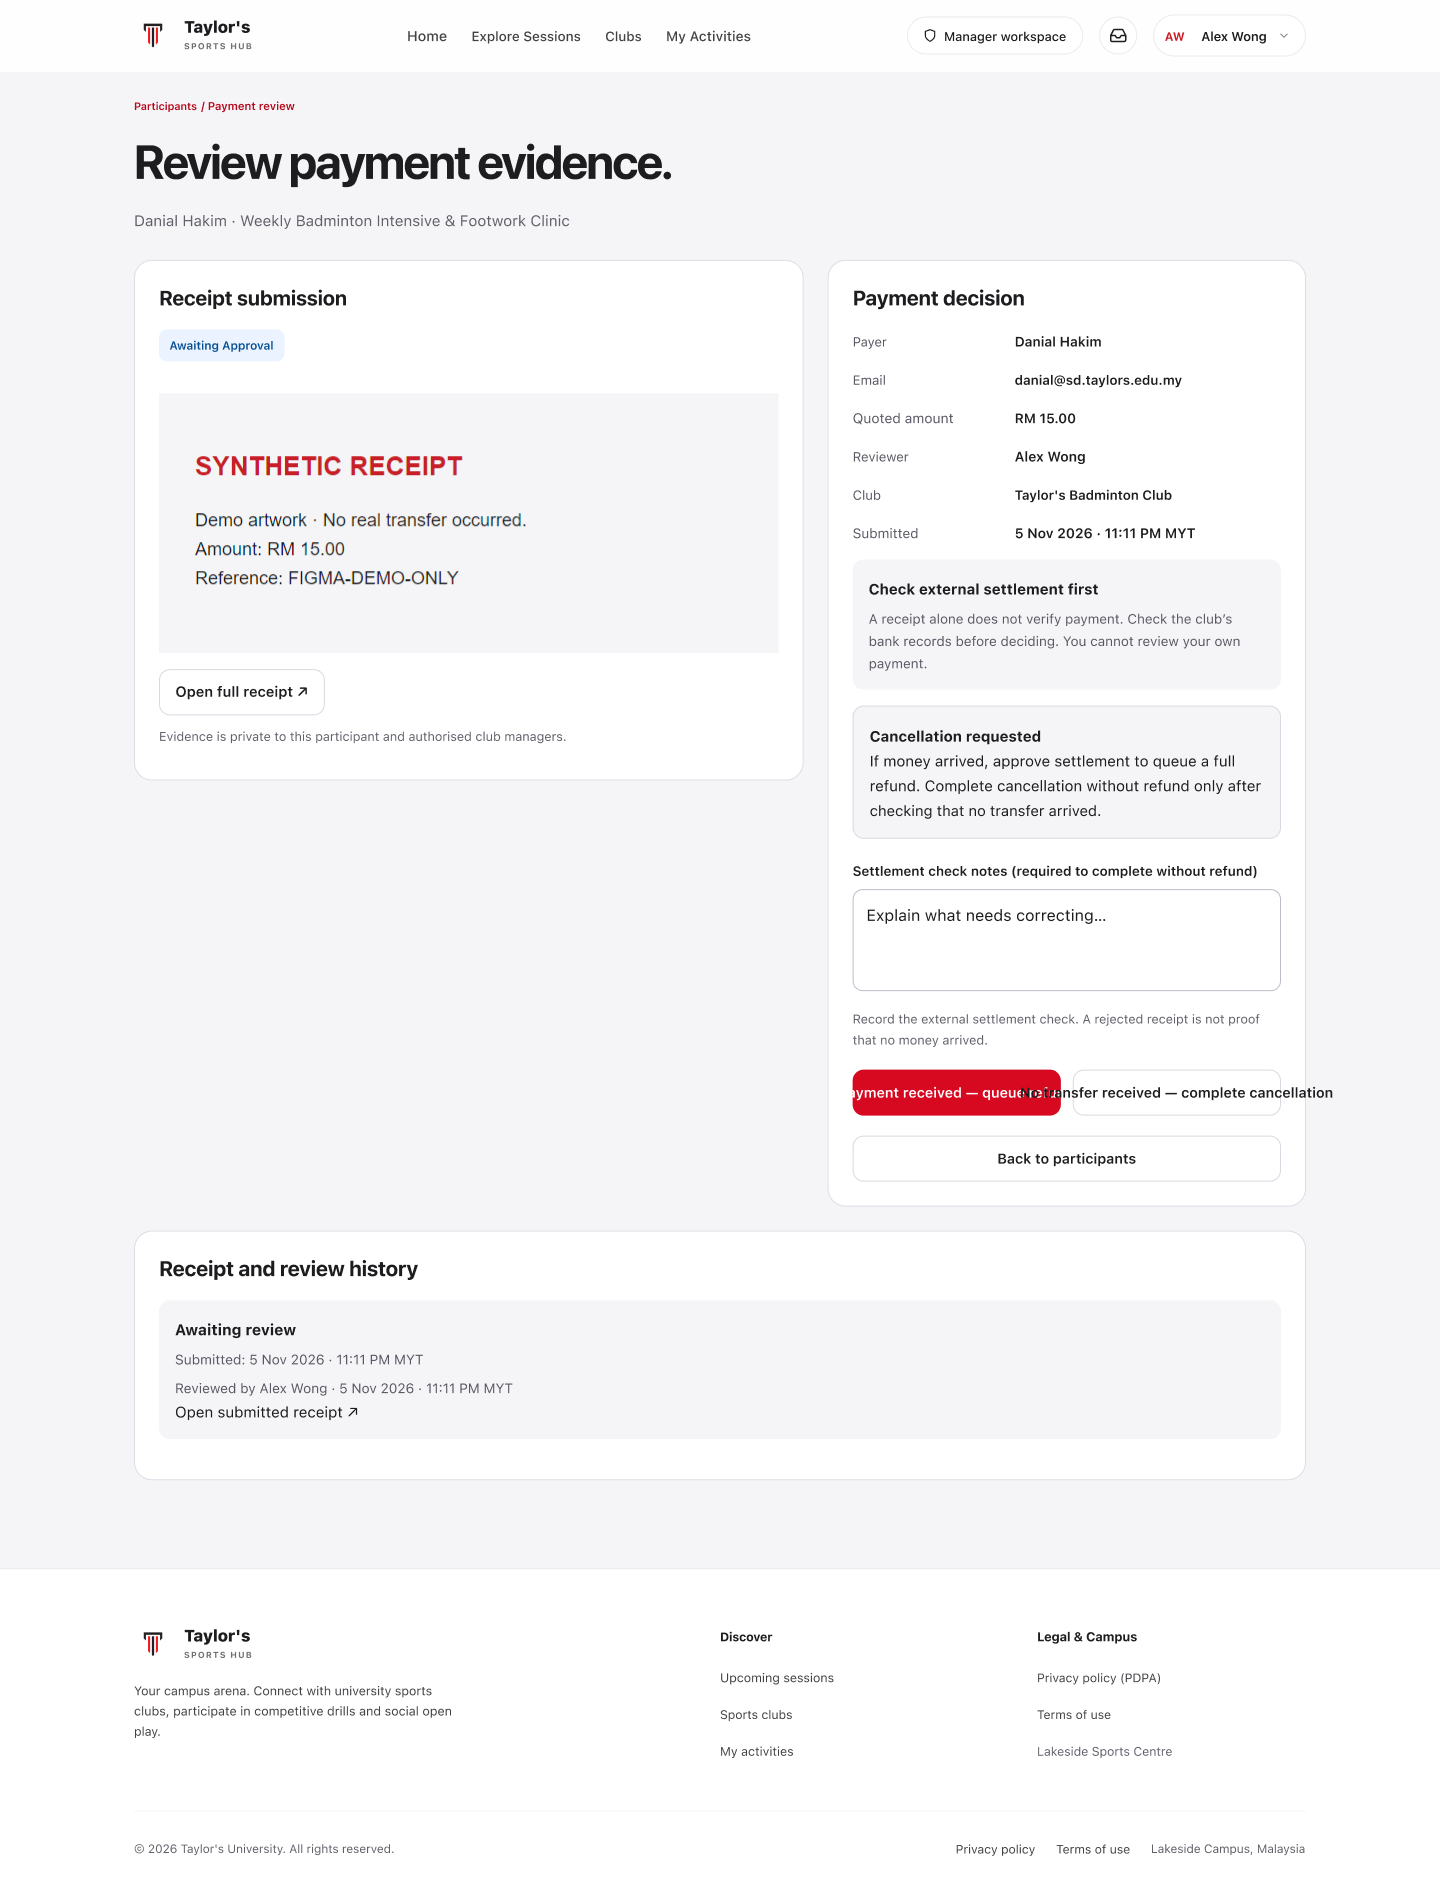 Taylor's
SPORTS HUB
Home
Explore Sessions
Clubs
My Activities
Manager workspace
AW
Alex Wong
Participants / Payment review
Review payment evidence.
Danial Hakim · Weekly Badminton Intensive & Footwork Clinic
Receipt submission
Awaiting Approval
SYNTHETIC RECEIPT
Demo artwork · No real transfer occurred.
Amount: RM 15.00
Reference: FIGMA-DEMO-ONLY
Open full receipt ↗
Evidence is private to this participant and authorised club managers.
Payment decision
Payer
Danial Hakim
Email
danial@sd.taylors.edu.my
Quoted amount
RM 15.00
Reviewer
Alex Wong
Club
Taylor's Badminton Club
Submitted
5 Nov 2026 · 11:11 PM MYT
Check external settlement first
A receipt alone does not verify payment. Check the club’s
bank records before deciding. You cannot review your own
payment.
Cancellation requested
If money arrived, approve settlement to queue a full
refund. Complete cancellation without refund only after
checking that no transfer arrived.
Settlement check notes (required to complete without refund)
Explain what needs correcting...
Record the external settlement check. A rejected receipt is not proof
that no money arrived.
ayment received — queue
transfer received — complete cancellation
Back to participants
Receipt and review history
Awaiting review
Submitted: 5 Nov 2026 · 11:11 PM MYT
Reviewed by Alex Wong · 5 Nov 2026 · 11:11 PM MYT
Open submitted receipt ↗
Taylor's
SPORTS HUB
Your campus arena. Connect with university sports
clubs, participate in competitive drills and social open
play.
Discover
Upcoming sessions
Sports clubs
My activities
Legal & Campus
Privacy policy (PDPA)
Terms of use
Lakeside Sports Centre
© 2026 Taylor's University. All rights reserved.
Privacy policy
Terms of use
Lakeside Campus, Malaysia